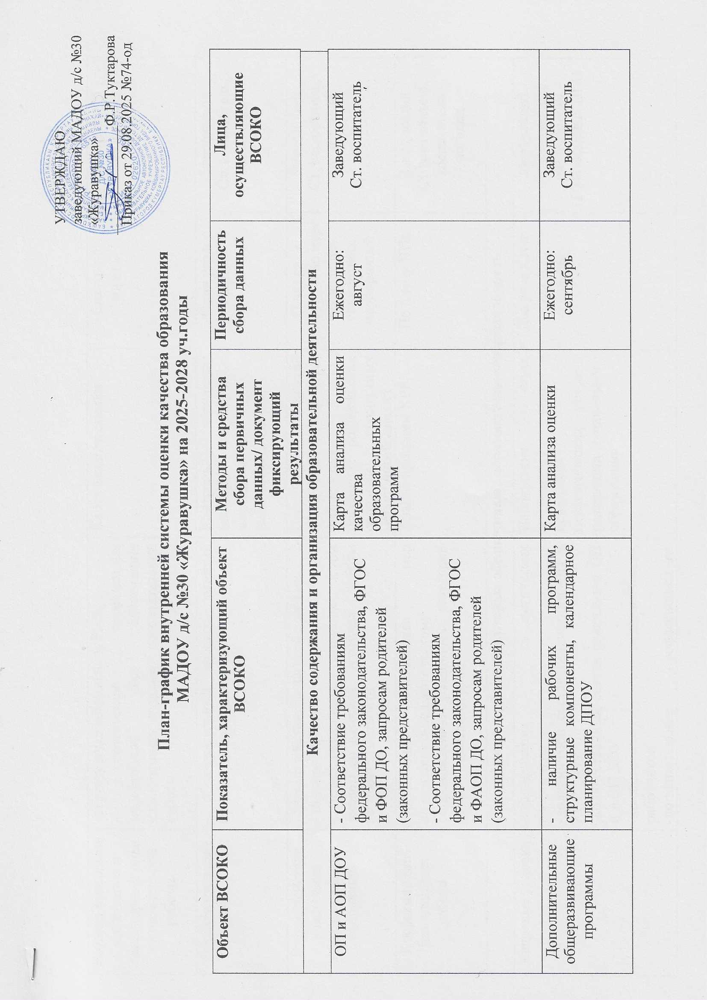 УТВЕРЖДАЮ
заведующий МАДОУ д/с №30
«Журавушка»
Ф.Р.Туктарова
Приказ от 29.08.2025 №74-од
План-график внутренней системы оценки качества образования
МАДОУ д/с №30 «Журавушка» на 2025-2028 уч.годы
Объект ВСОКО
Показатель, характеризующий объект
ВСОКО
Методы и средства
сбора первичных
данных/ документ
фиксирующий
результаты
Периодичность
сбора данных
Лица,
осуществляющие
ВСОКО
Качество содержания и организация образовательной деятельности
ОП и АОП ДОУ
- Соответствие требованиям
федерального законодательства, ФГОС
и ФОП ДО, запросам родителей
(законных представителей)
- Соответствие требованиям
федерального законодательства, ФГОС
и ФАОП ДО, запросам родителей
(законных представителей)
Карта анализа оценки
качества
образовательных
программ
Ежегодно:
август
Заведующий
Ст. воспитатель
Дополнительные
общеразвивающие
программы
- наличие рабочих программ,
структурные компоненты, календарное
планирование ДПОУ
Карта анализа оценки
Ежегодно:
сентябрь
Заведующий
Ст. воспитатель